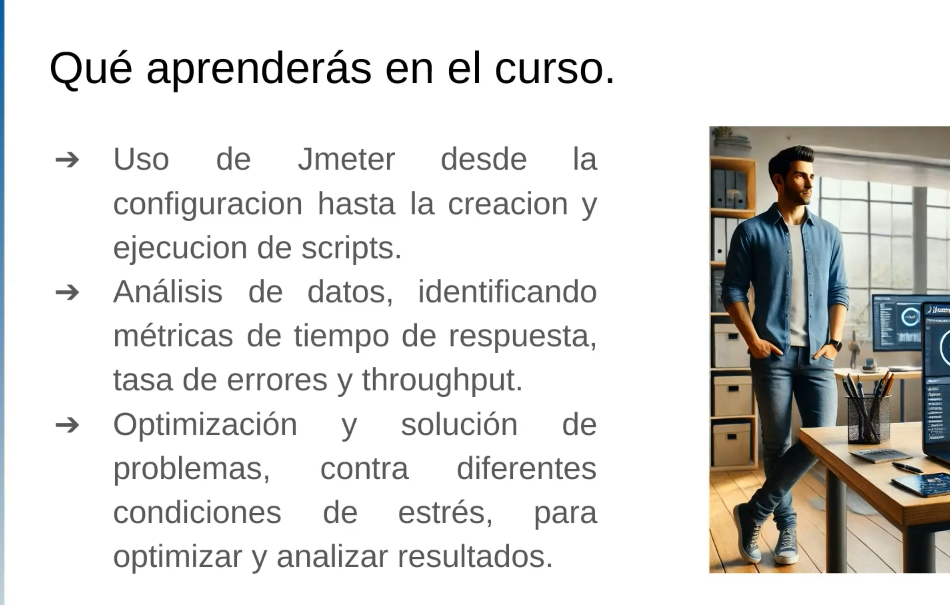 Qué aprenderás en el curso.
➔ Uso de Jmeter desde la
configuracion hasta la creacion y
ejecucion de scripts.
➔ Análisis de datos, identificando
métricas de tiempo de respuesta,
tasa de errores y throughput.
➔ Optimización y solución de
problemas, contra diferentes
condiciones de estrés, para
optimizar y analizar resultados.